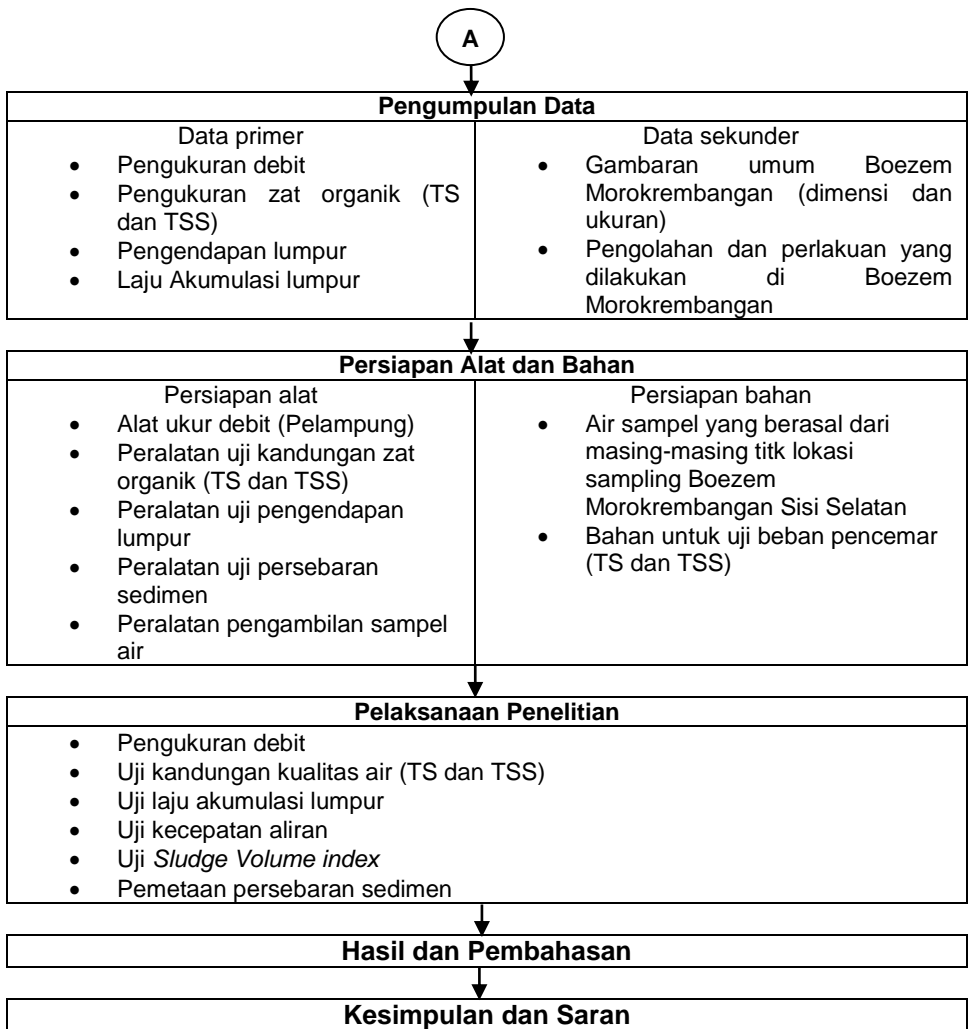 A
Pengumpulan Data
Data primer
• Pengukuran debit
• Pengukuran zat organik (TS
dan TSS)
• Pengendapan lumpur
• Laju Akumulasi lumpur
Data sekunder
• Gambaran umum Boezem
Morokrembangan (dimensi dan
ukuran)
• Pengolahan dan perlakuan yang
dilakukan di Boezem
Morokrembangan
Persiapan Alat dan Bahan
Persiapan alat
• Alat ukur debit (Pelampung)
• Peralatan uji kandungan zat
organik (TS dan TSS)
• Peralatan uji pengendapan
lumpur
• Peralatan uji persebaran
sedimen
• Peralatan pengambilan sampel
air
Persiapan bahan
• Air sampel yang berasal dari
masing-masing titk lokasi
sampling Boezem
Morokrembangan Sisi Selatan
• Bahan untuk uji beban pencemar
(TS dan TSS)
Pelaksanaan Penelitian
• Pengukuran debit
• Uji kandungan kualitas air (TS dan TSS)
• Uji laju akumulasi lumpur
• Uji kecepatan aliran
• Uji Sludge Volume index
• Pemetaan persebaran sedimen
Hasil dan Pembahasan
Kesimpulan dan Saran